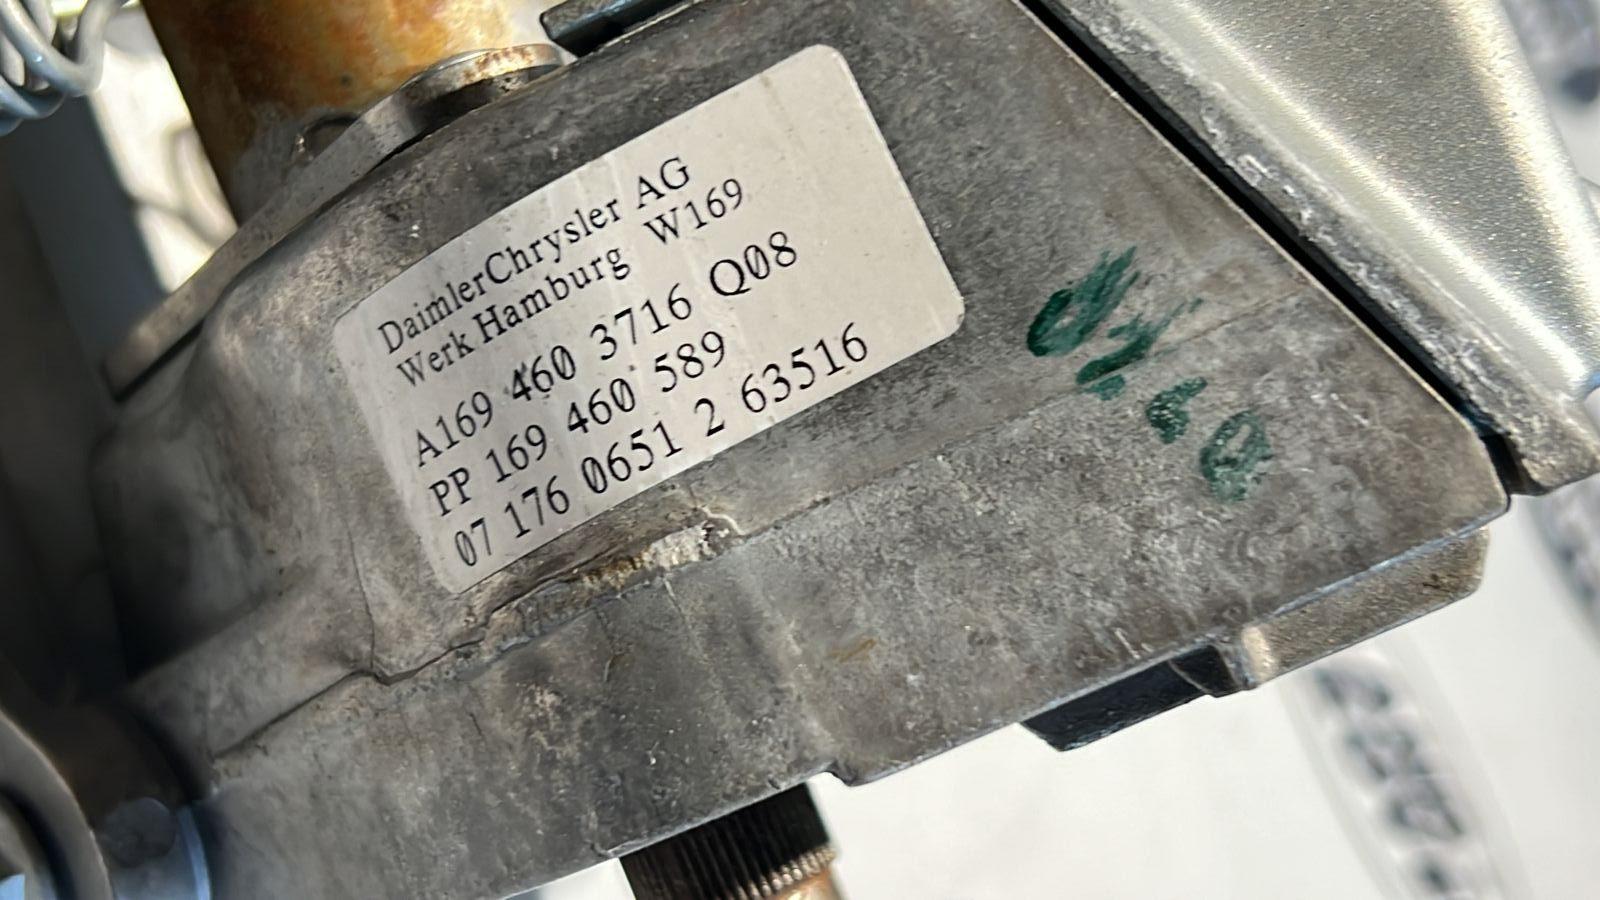 DaimlerChrysler AG
Werk Hamburg W169
A169 460 3716 Q08
PP 169 460 589
07 176 0651 2 63516